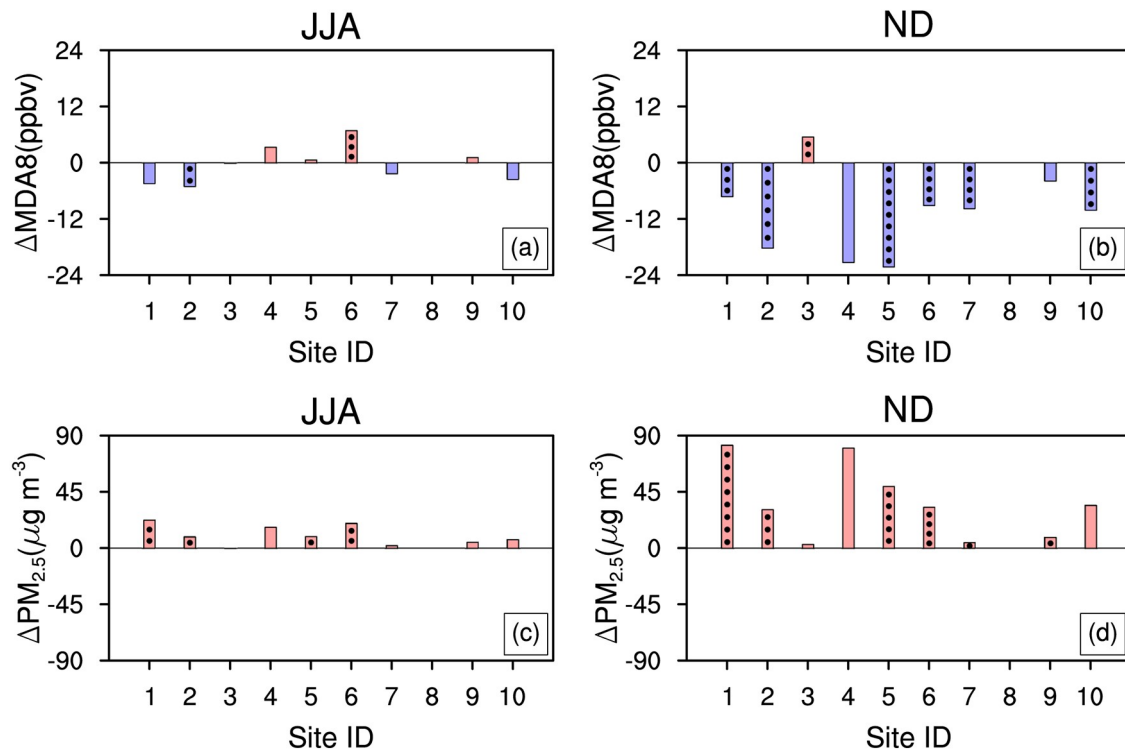 JJA
ΔMDA8(ppbv)
24
12
0
-12
-24
(a)
1 2 3 4 5 6 7 8 9 10
Site ID
ND
ΔMDA8(ppbv)
24
12
0
-12
-24
(b)
1 2 3 4 5 6 7 8 9 10
Site ID
JJA
ΔPM2.5(μg m-3)
90
45
0
-45
-90
(c)
1 2 3 4 5 6 7 8 9 10
Site ID
ND
ΔPM2.5(μg m-3)
90
45
0
-45
-90
(d)
1 2 3 4 5 6 7 8 9 10
Site ID